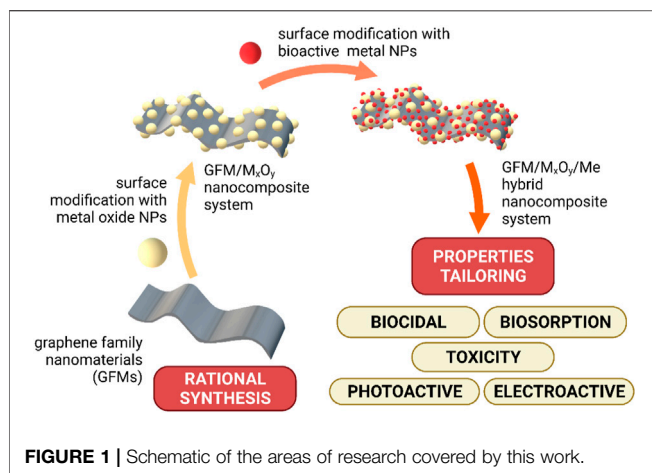 surface modification with
bioactive metal NPs
GFM/MxOy
nanocomposite
system
surface
modification with
metal oxide NPs
GFM/MxOy/Me
hybrid
nanocomposite
system
PROPERTIES
TAILORING
BIOCIDAL
BIOSORPTION
TOXICITY
PHOTOACTIVE
ELECTROACTIVE
graphene family
nanomaterials
(GFMs)
RATIONAL
SYNTHESIS
FIGURE 1 | Schematic of the areas of research covered by this work.